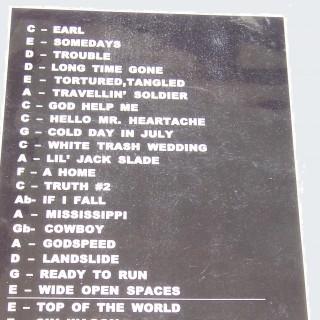 C – EARL
E – SOMEDAYS
D – TROUBLE
D – LONG TIME GONE
E – TORTURED,TANGLED
A – TRAVELLIN' SOLDIER
C – GOD HELP ME
C – HELLO MR. HEARTACHE
G – COLD DAY IN JULY
C – WHITE TRASH WEDDING
A – LIL' JACK SLADE
F – A HOME
C – TRUTH #2
Ab– IF I FALL
A – MISSISSIPPI
Gb– COWBOY
A – GODSPEED
D – LANDSLIDE
G – READY TO RUN
E – WIDE OPEN SPACES
E – TOP OF THE WORLD